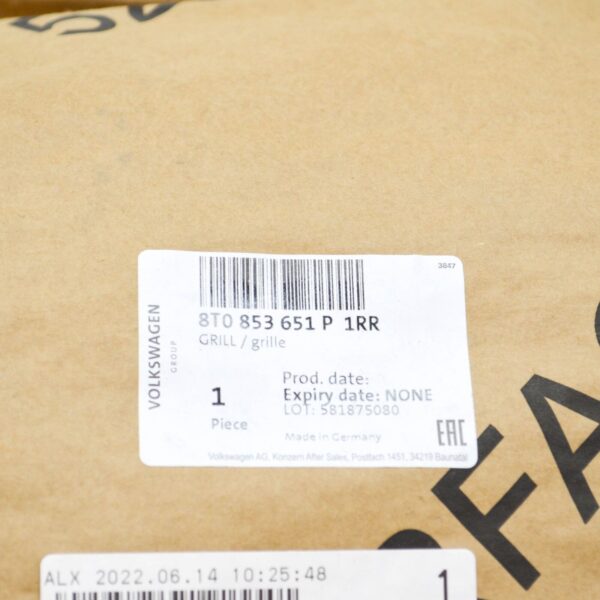 3847
VOLKSWAGEN
GROUP
8T0 853 651 P 1RR
GRILL / grille
1
Piece
Prod. date:
Expiry date: NONE
LOT: 581875080
Made in Germany
EAC
Volkswagen AG, Konzern After Sales, Postfach 1451, 34219 Baunatal
ALX 2022.06.14 10:25:48
1